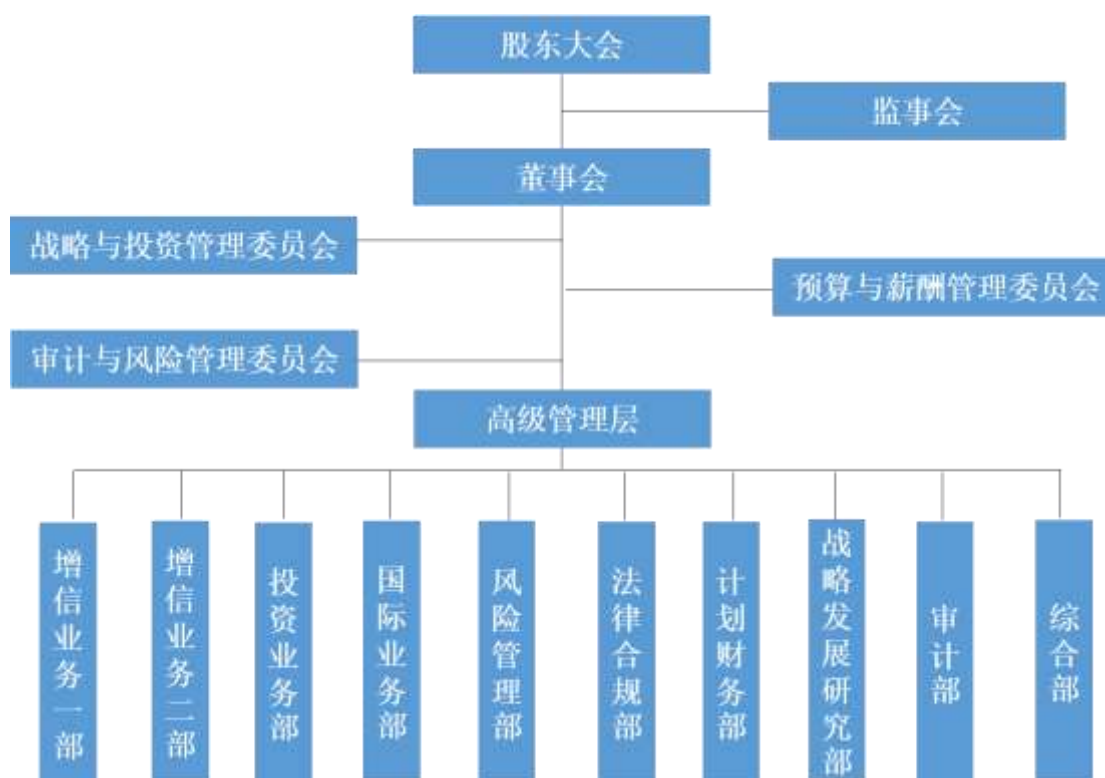 股东大会
监事会
董事会
战略与投资管理委员会
预算与薪酬管理委员会
审计与风险管理委员会
高级管理层
增信业务一部
增信业务二部
投资业务部
国际业务部
风险管理部
法律合规部
计划财务部
战略发展研究部
审计部
综合部